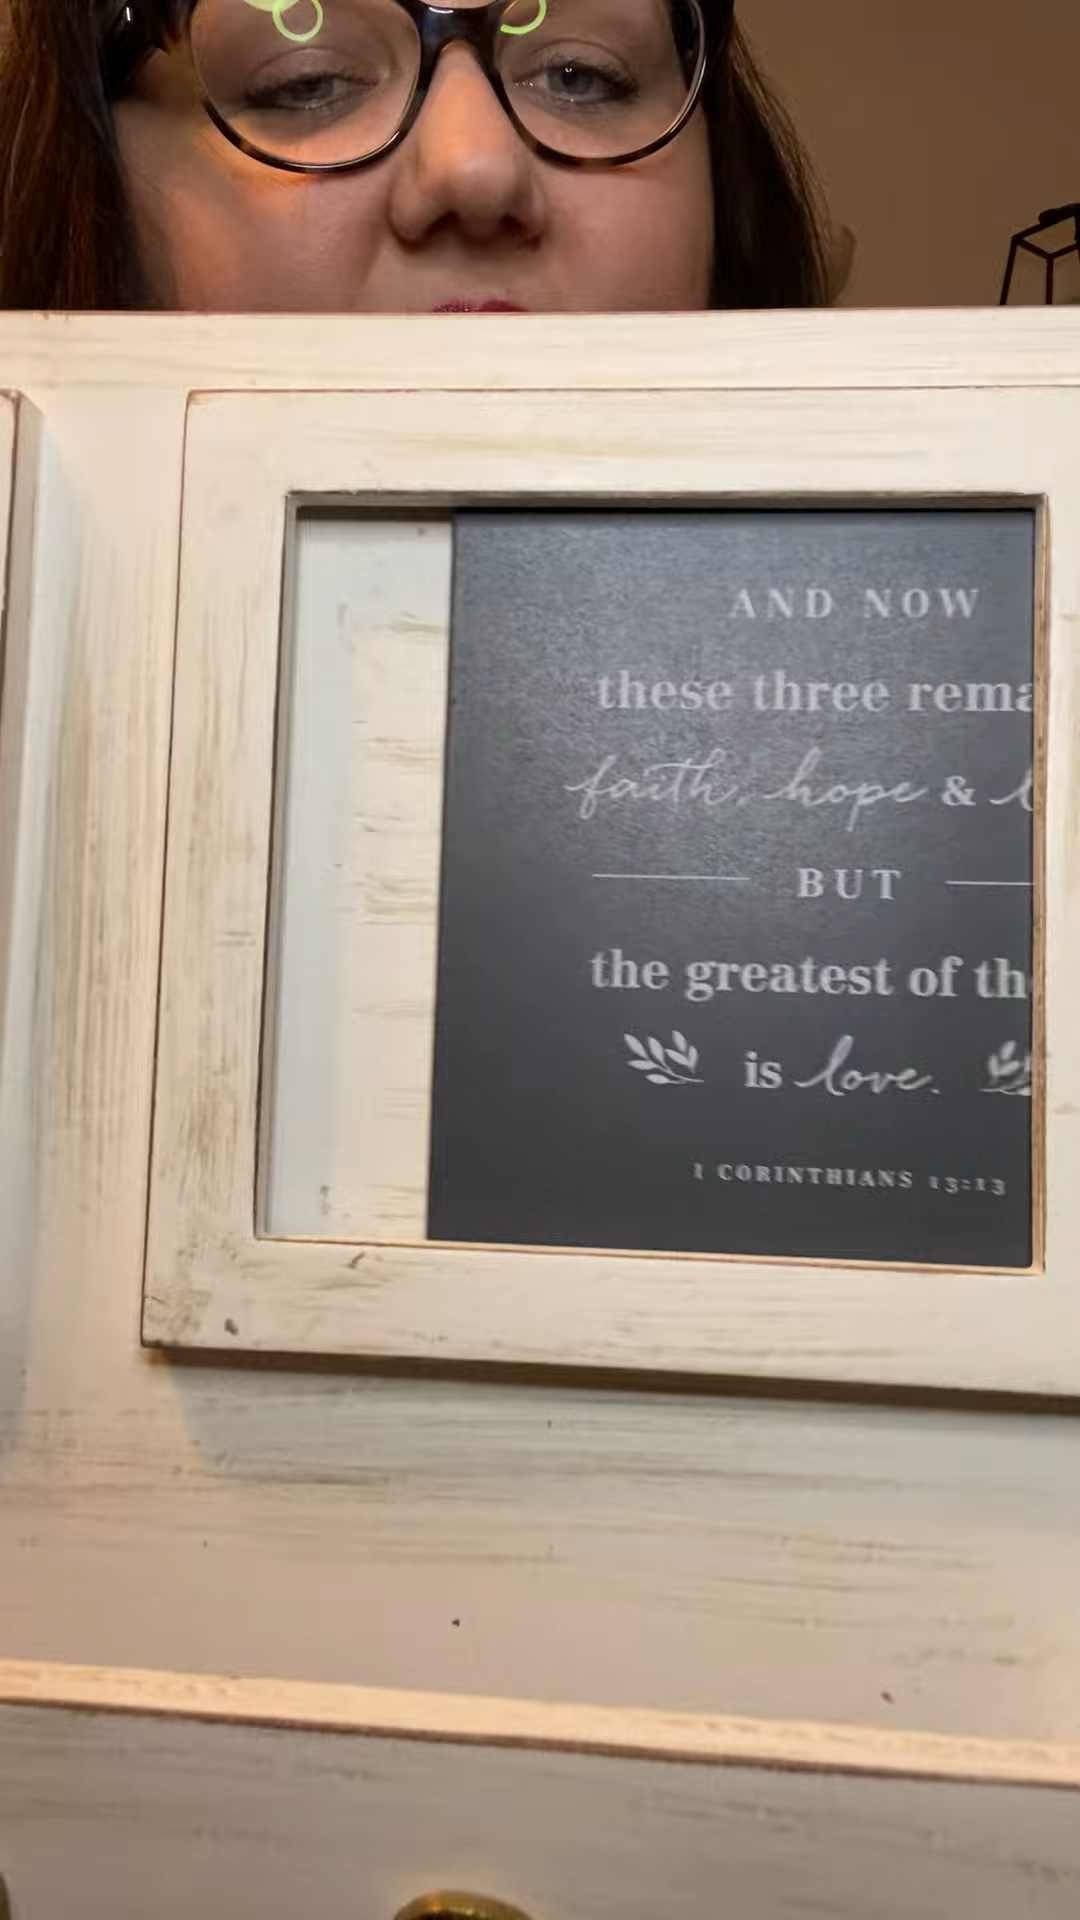 AND NOW
these three rema
faith, hope &
BUT
the greatest of th
is love.
1 CORINTHIANS 13:13